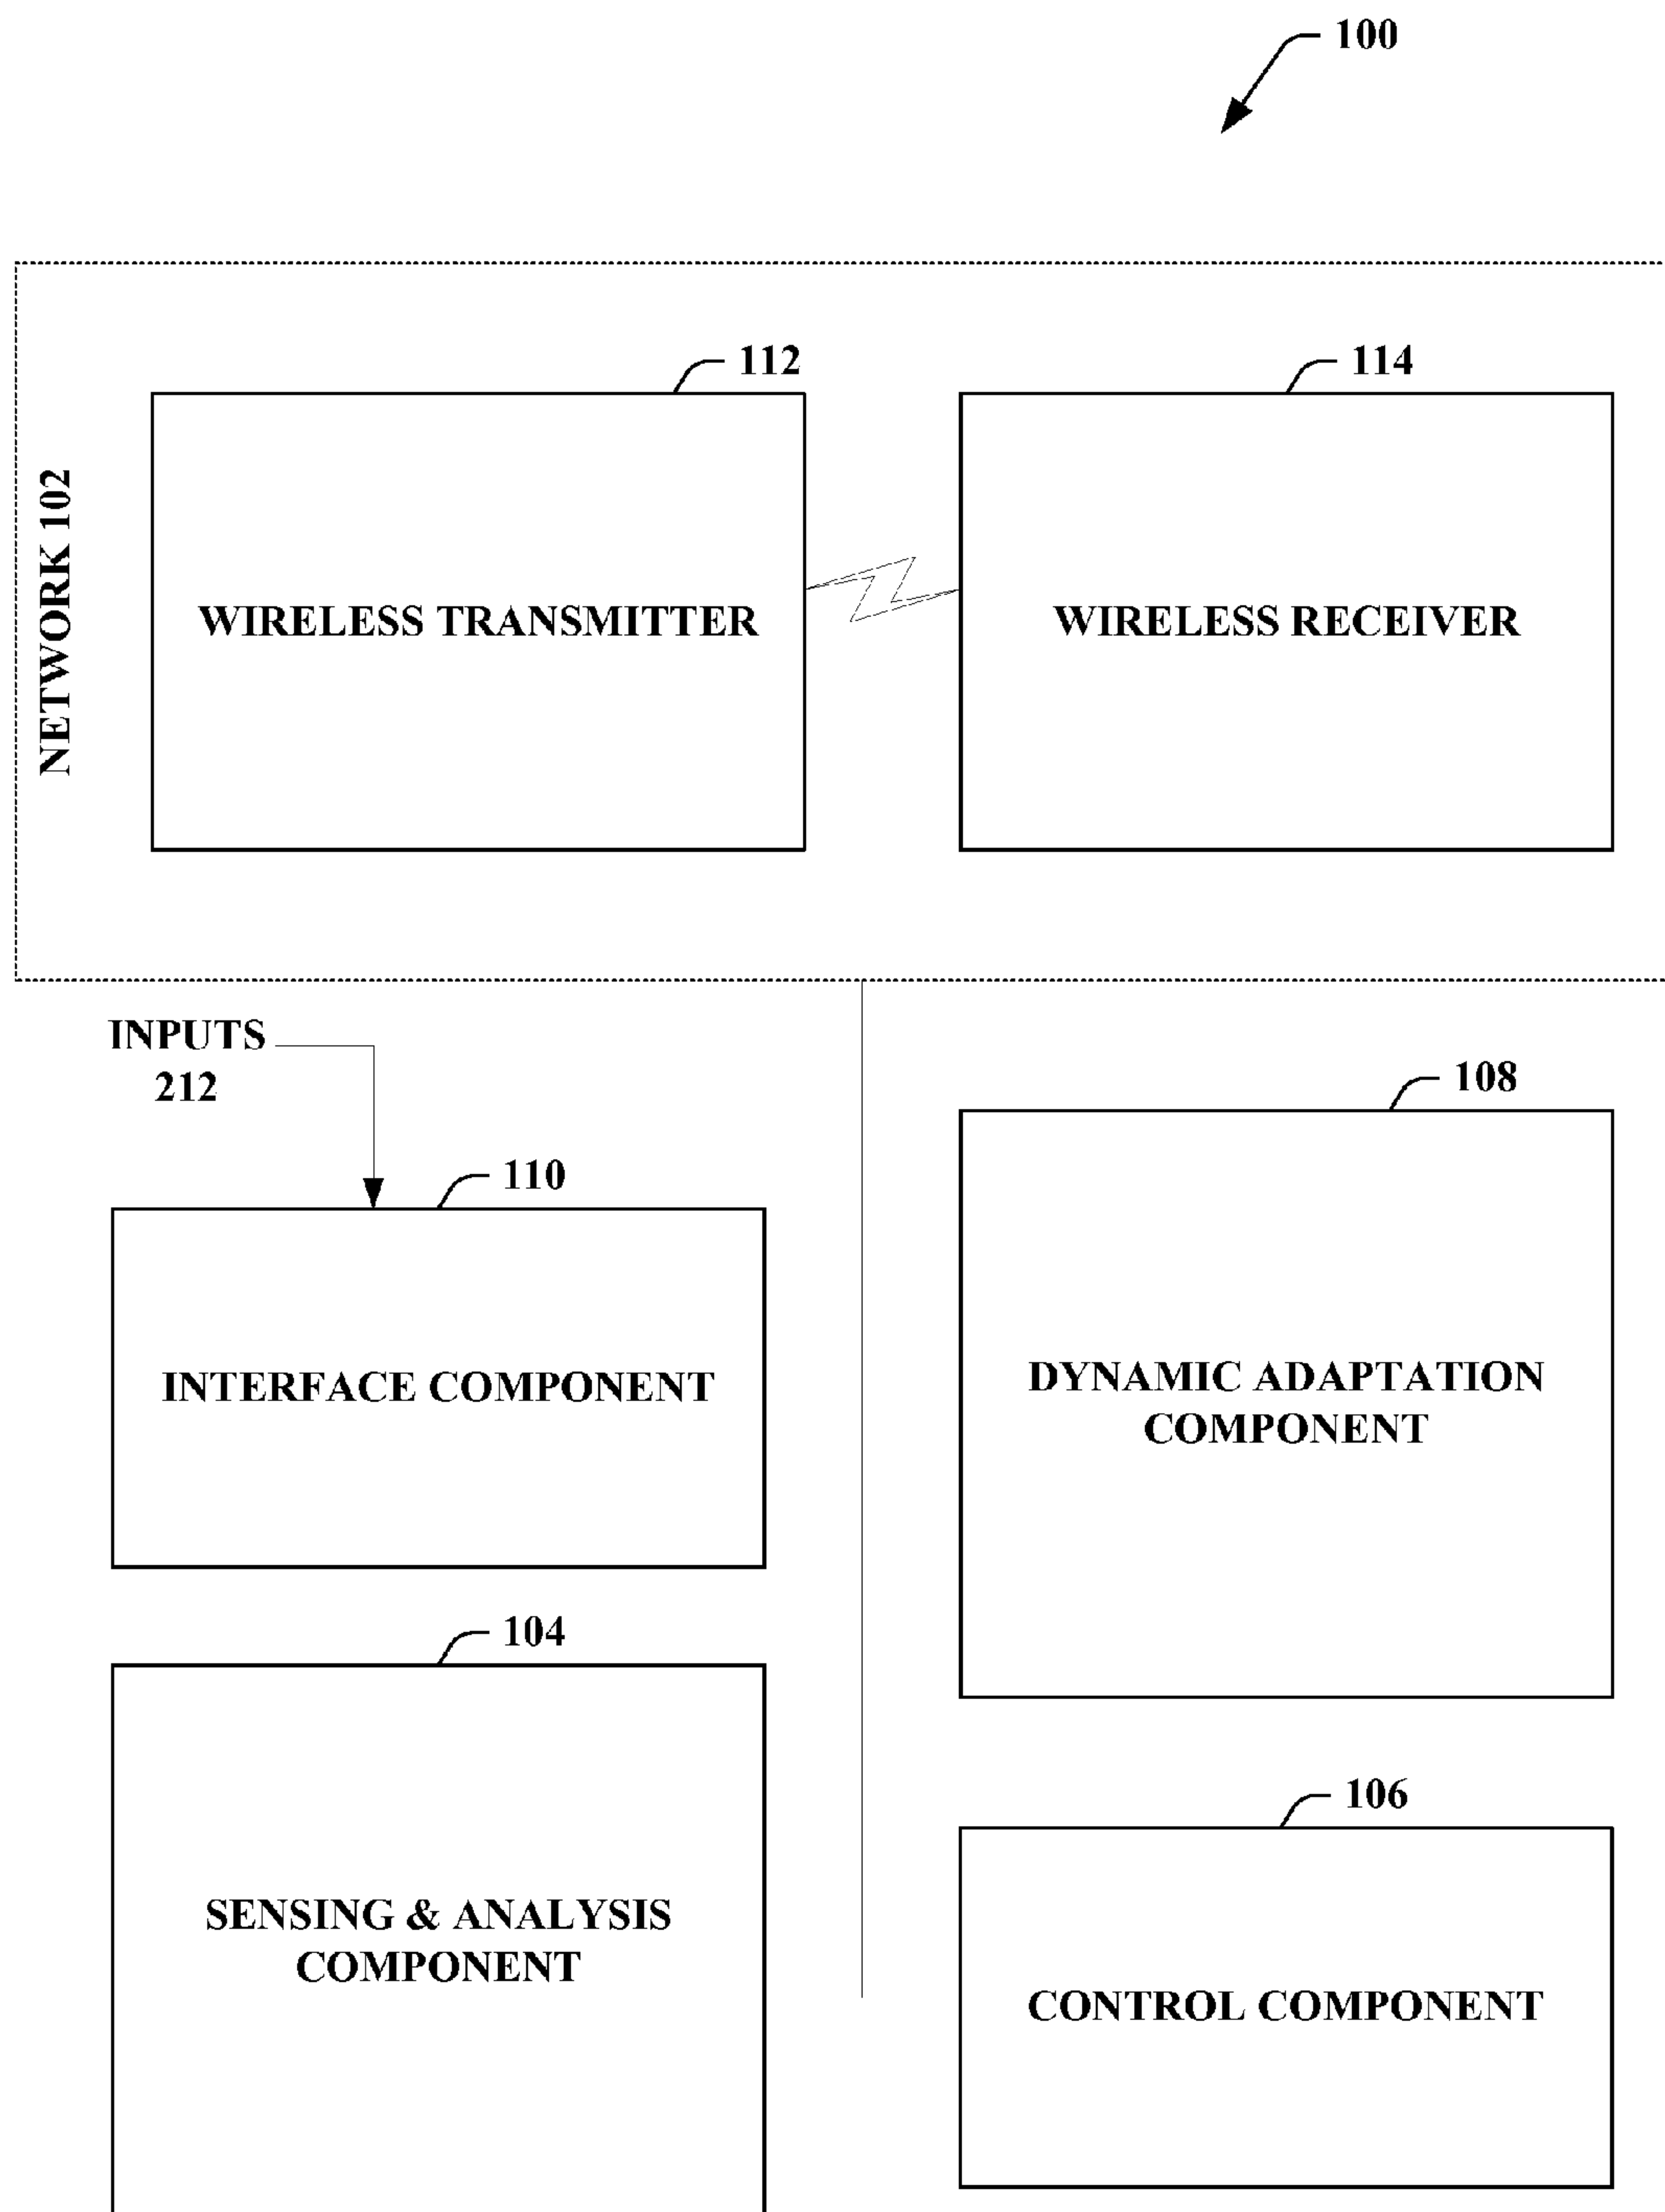 100
112
114
NETWORK 102
WIRELESS TRANSMITTER
WIRELESS RECEIVER
INPUTS
212
108
110
INTERFACE COMPONENT
DYNAMIC ADAPTATION
COMPONENT
104
106
SENSING & ANALYSIS
COMPONENT
CONTROL COMPONENT